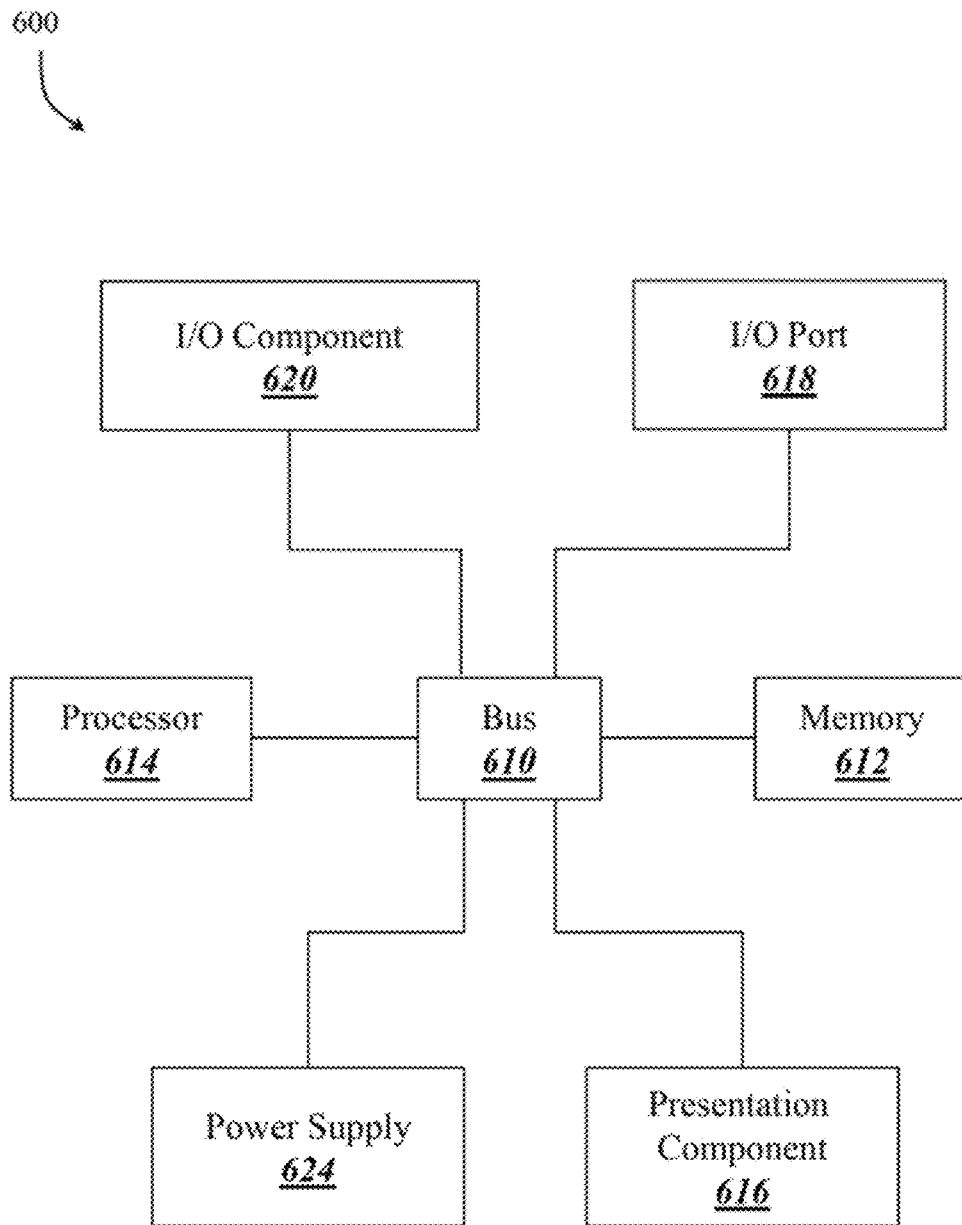 600
I/O Component
620
I/O Port
618
Processor
614
Bus
610
Memory
612
Power Supply
624
Presentation
Component
616